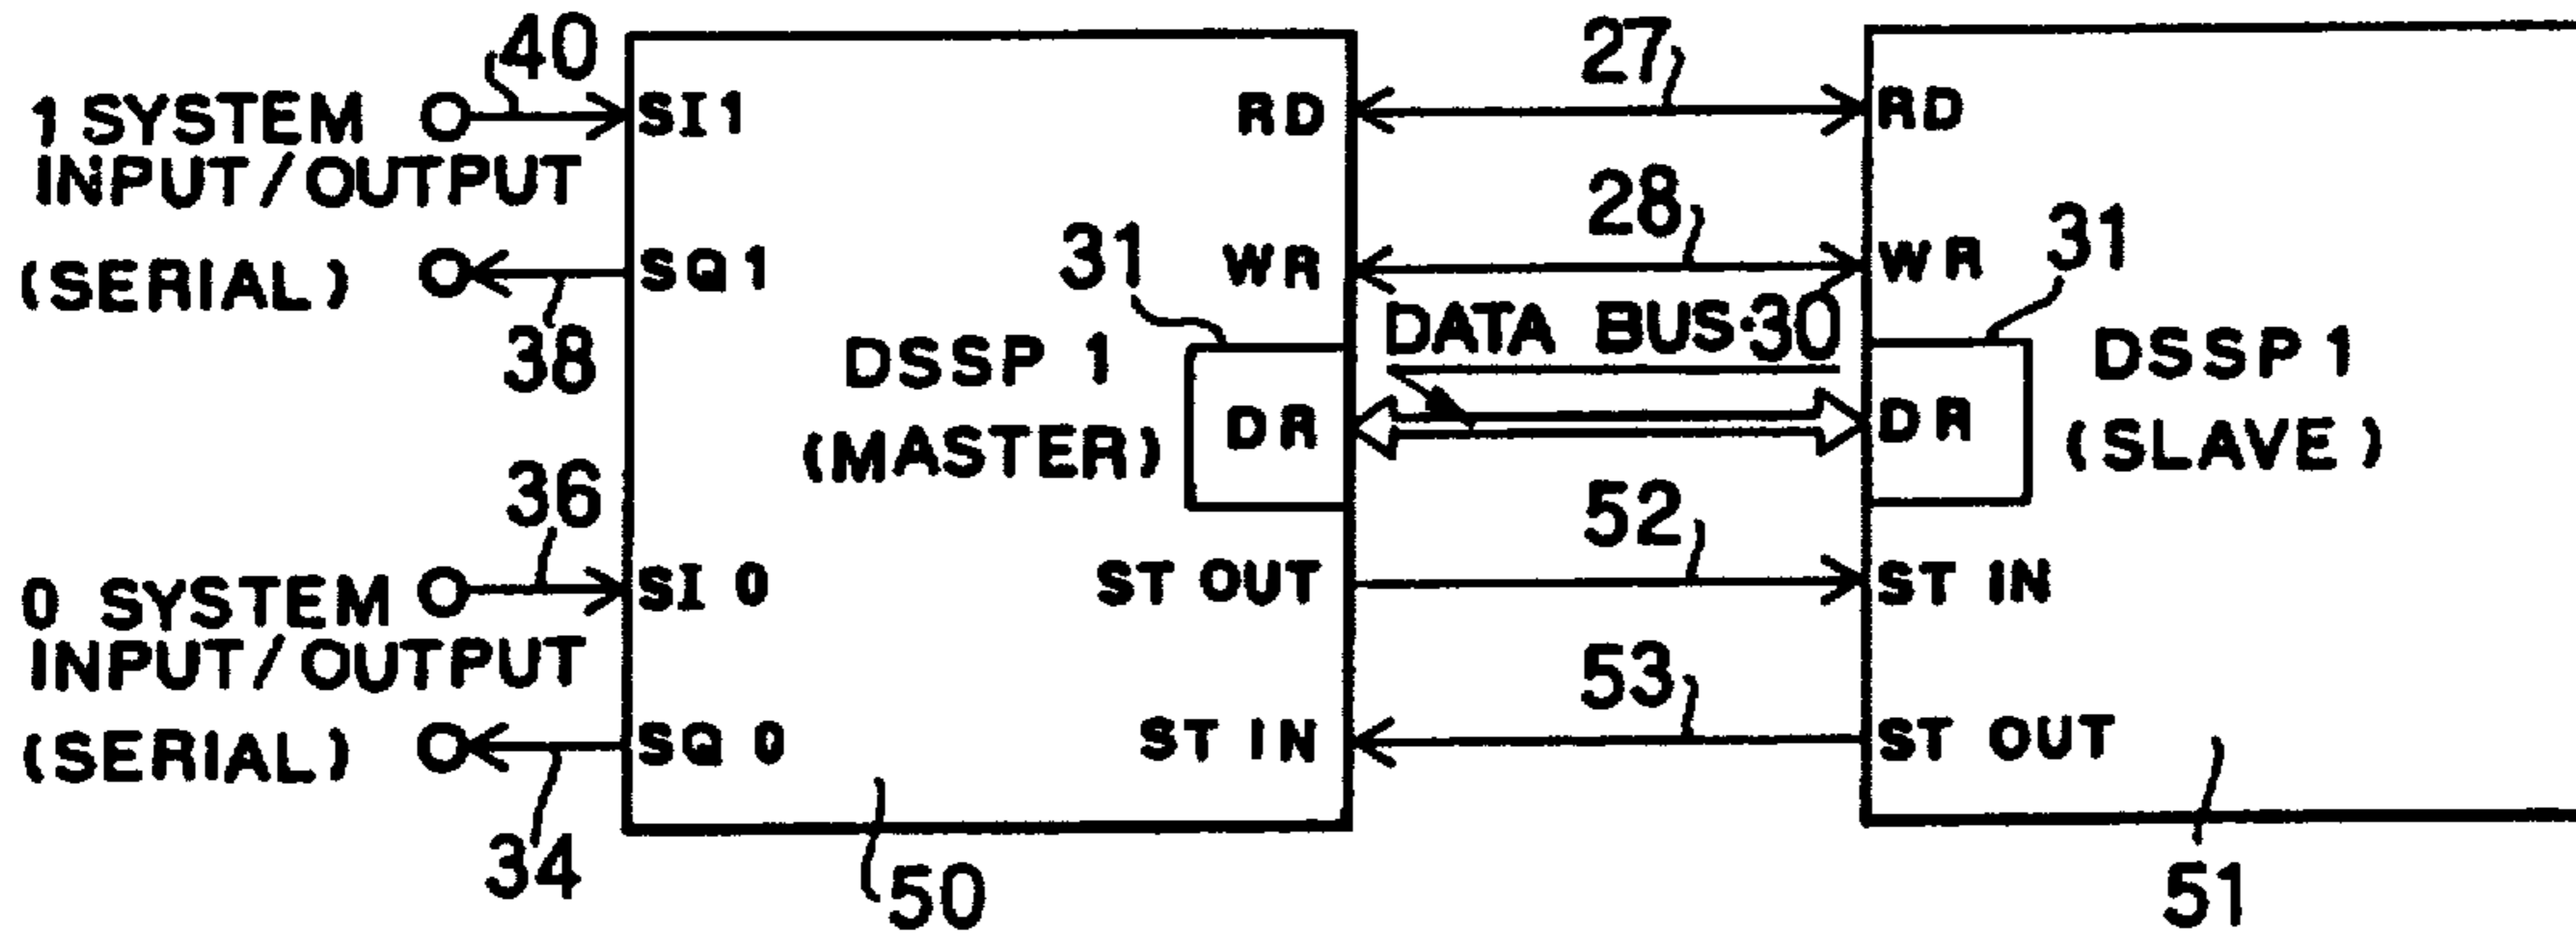 40
1 SYSTEM
INPUT/OUTPUT
(SERIAL)
SI1
SQ1
38
36
0 SYSTEM
INPUT/OUTPUT
(SERIAL)
SI 0
SQ 0
34
50
DSSP 1
(MASTER)
31
RD
WR
DR
ST OUT
ST IN
27
28
DATA BUS·30
52
53
RD
WR
31
DR
DSSP 1
(SLAVE)
ST IN
ST OUT
51